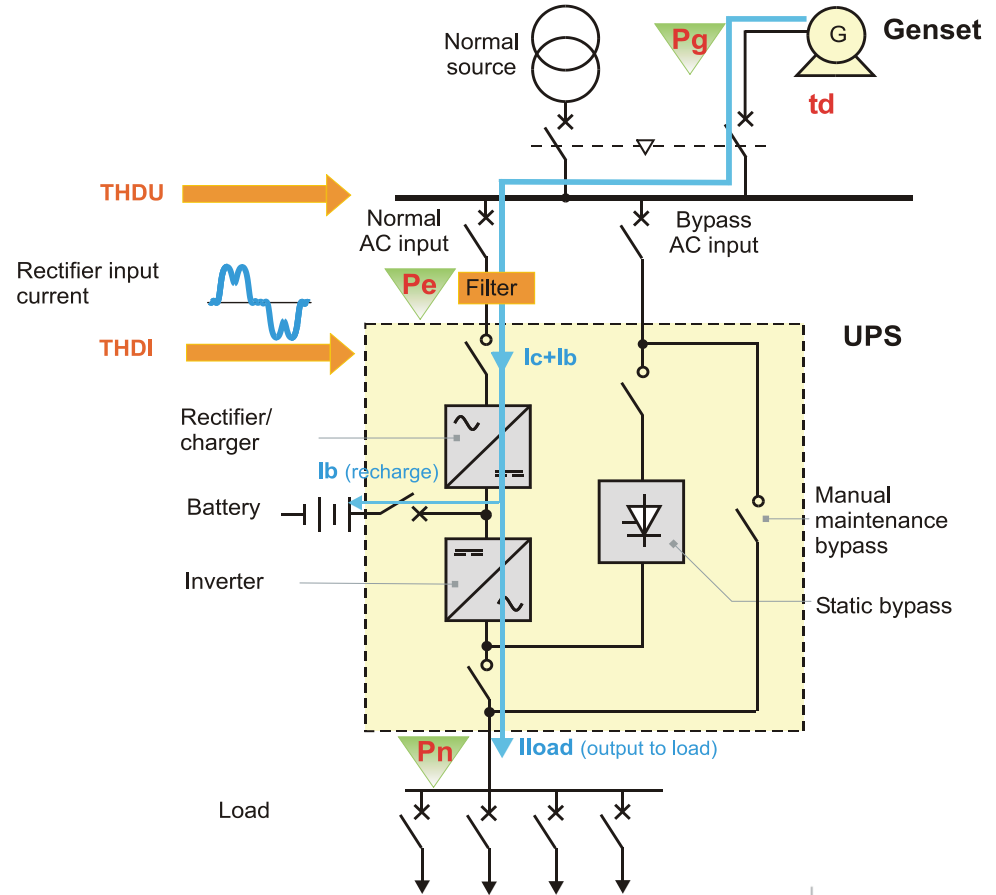 Normal
source
Pg
G
Genset
td
THDU
Normal
AC input
Bypass
AC input
Rectifier input
current
Pe
Filter
THDI
UPS
Ic+Ib
Rectifier/
charger
Ib (recharge)
Battery
Manual
maintenance
bypass
Inverter
Static bypass
Pn
Iload (output to load)
Load